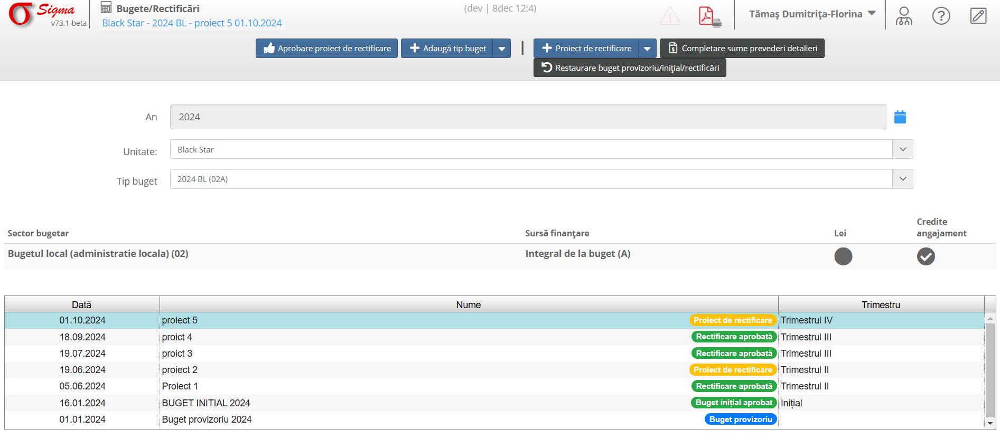 σ Sigma
v73.1-beta
Bugete/Rectificări
Black Star - 2024 BL - proiect 5 01.10.2024
(dev | 8dec 12:4)
Tămaș Dumitrița-Florina
Aprobare proiect de rectificare
Adaugă tip buget
Proiect de rectificare
Completare sume prevederi detalieri
Restaurare buget provizoriu/inițial/rectificări
An
2024
Unitate:
Black Star
Tip buget
2024 BL (02A)
Sector bugetar
Sursă finanțare
Lei
Credite
angajament
Bugetul local (administratie locala) (02)
Integral de la buget (A)
Dată Nume Trimestru
01.10.2024 proiect 5 Proiect de rectificare Trimestrul IV
18.09.2024 proict 4 Rectificare aprobată Trimestrul III
19.07.2024 proict 3 Rectificare aprobată Trimestrul III
19.06.2024 proiect 2 Proiect de rectificare Trimestrul II
05.06.2024 Proiect 1 Rectificare aprobată Trimestrul II
16.01.2024 BUGET INITIAL 2024 Buget inițial aprobat Inițial
01.01.2024 Buget provizoriu 2024 Buget provizoriu